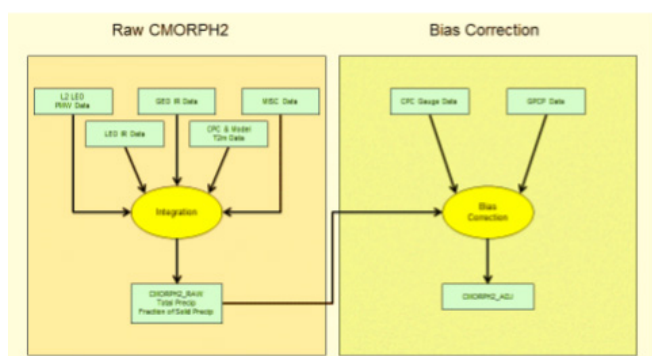 Raw CMORPH2
Bias Correction
L2 LEO
PMW Data
GEO IR Data
MISC Data
LEO IR Data
CPC & Model
T2m Data
Integration
CMORPH2_RAW
Total Precip
Fraction of Solid Precip
CPC Gauge Data
GPCP Data
Bias
Correction
CMORPH2_ADJ